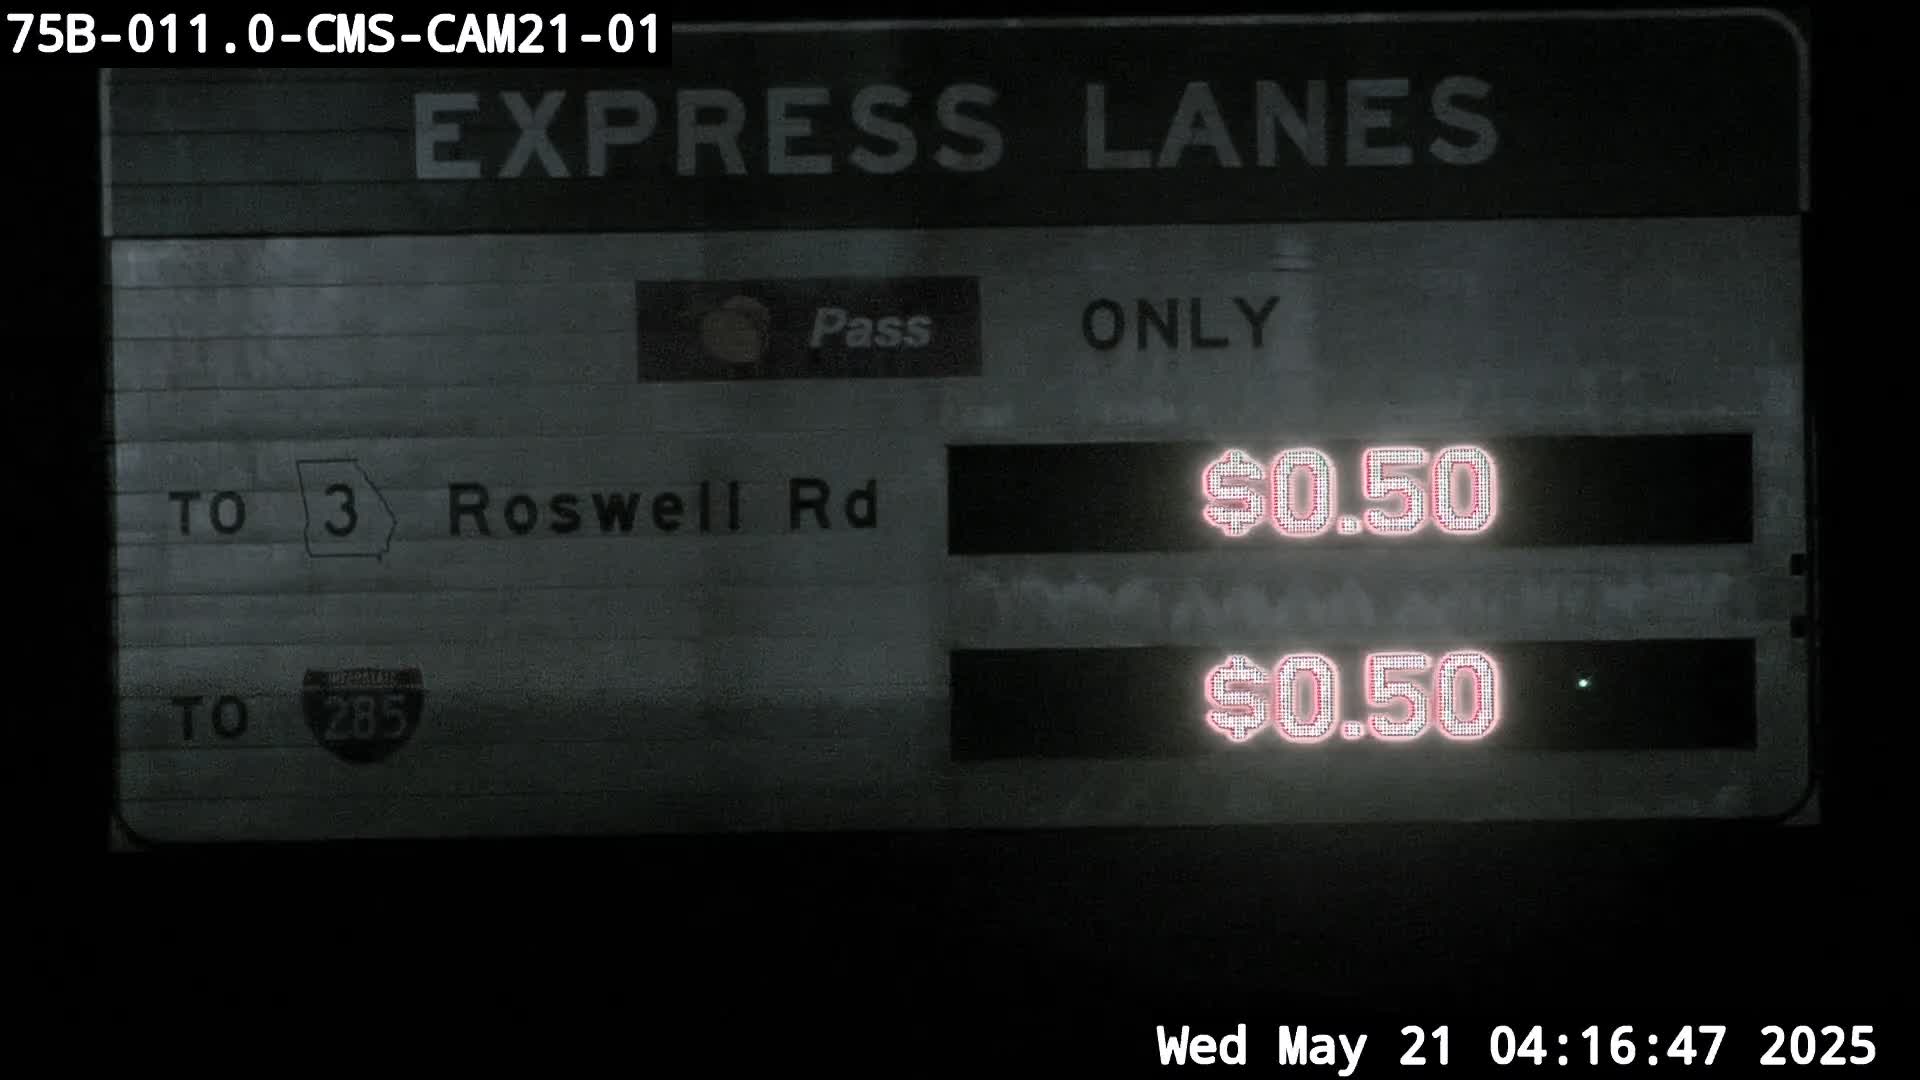 75B-011.0-CMS-CAM21-01
EXPRESS LANES
Pass ONLY
TO 3 Roswell Rd $0.50
TO INTERSTATE 285 $0.50
Wed May 21 04:16:47 2025